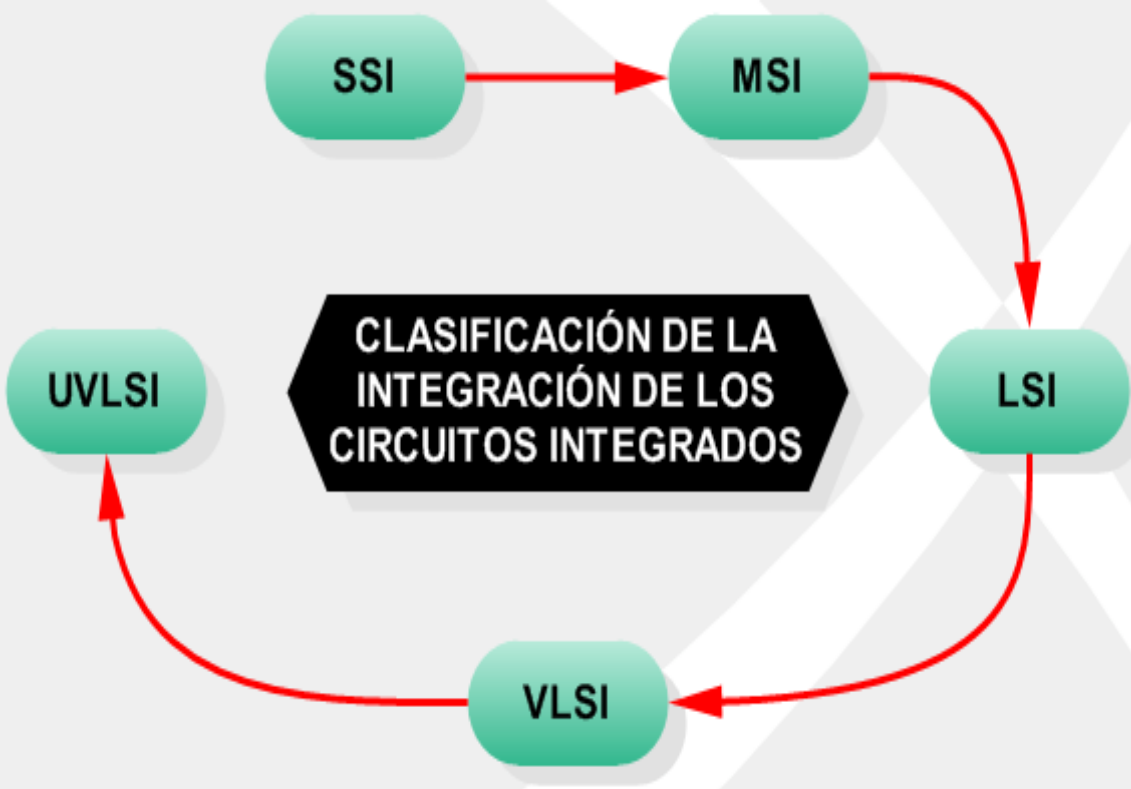 SSI
MSI
CLASIFICACIÓN DE LA
INTEGRACIÓN DE LOS
CIRCUITOS INTEGRADOS
UVLSI
LSI
VLSI